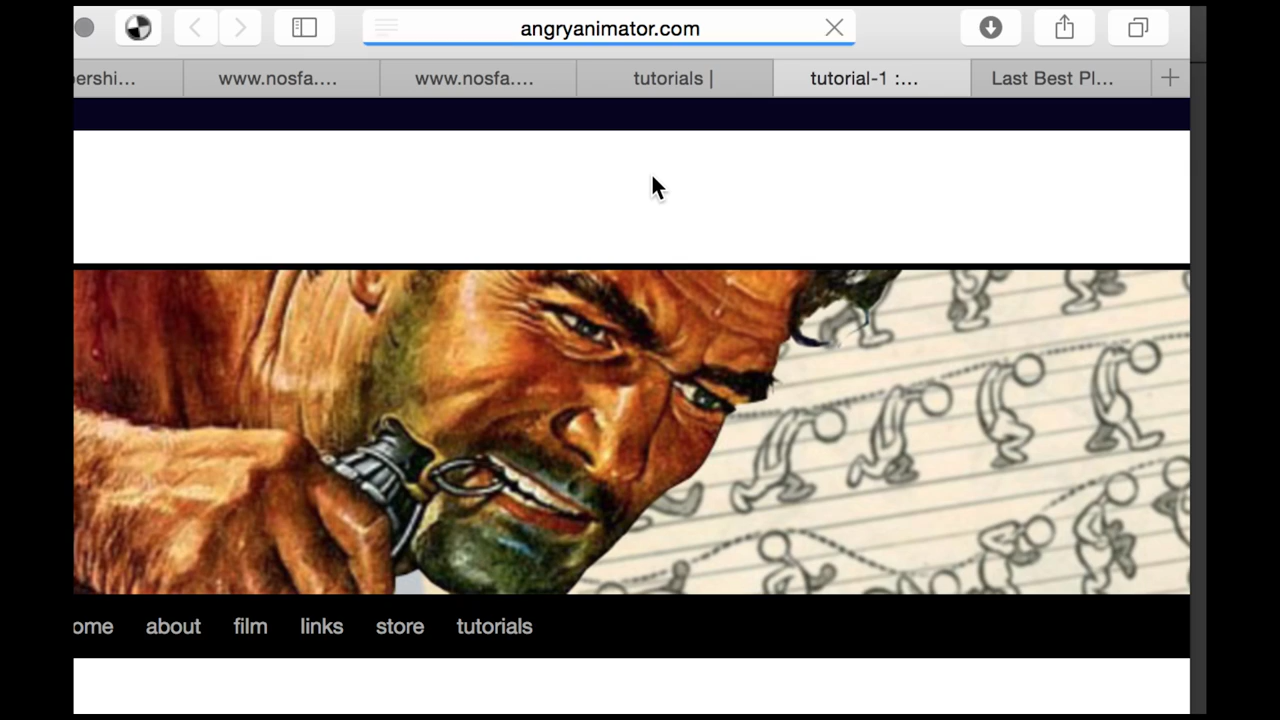 angryanimator.com
ershi... www.nosfa.... www.nosfa.... tutorials | tutorial-1 :... Last Best Pl...
ome about film links store tutorials